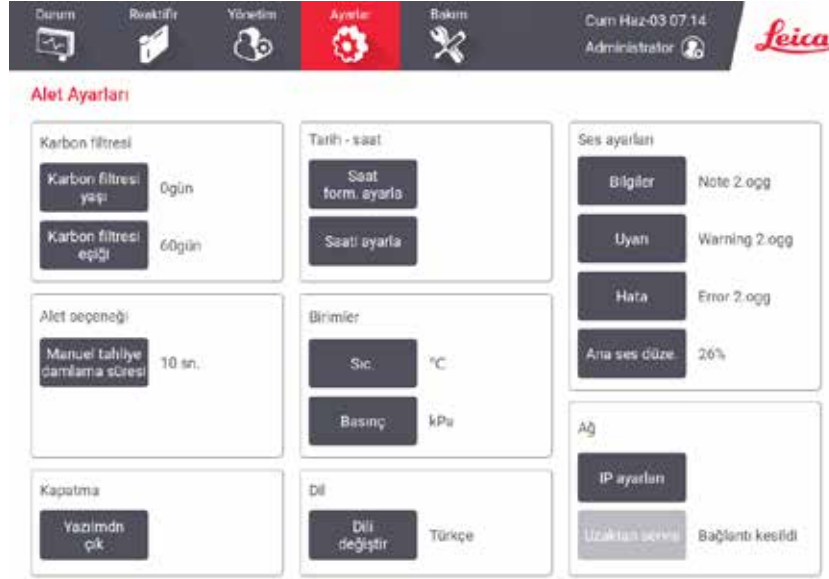 Durum
Reaktifir
Yönetim
Ayarlar
Bakım
Cum Haz-03 07:14
Administrator
Leica
Alet Ayarları
Karbon filtresi
Karbon filtresi
yaşı
0gün
Karbon filtresi
eşiği
60gün
Tarih - saat
Saat
form. ayarla
Saati ayarla
Ses ayarları
Bilgiler
Note 2.ogg
Uyarı
Warning 2.ogg
Hata
Error 2.ogg
Ana ses düze.
26%
Alet seçeneği
Manuel tahliye
damlama süresi
10 sn.
Birimler
Sıc.
°C
Basınç
kPa
Ağ
IP ayarları
Uzaktan servis
Bağlantı kesildi
Kapatma
Yazılımdn
çık
Dil
Dili
değiştir
Türkçe